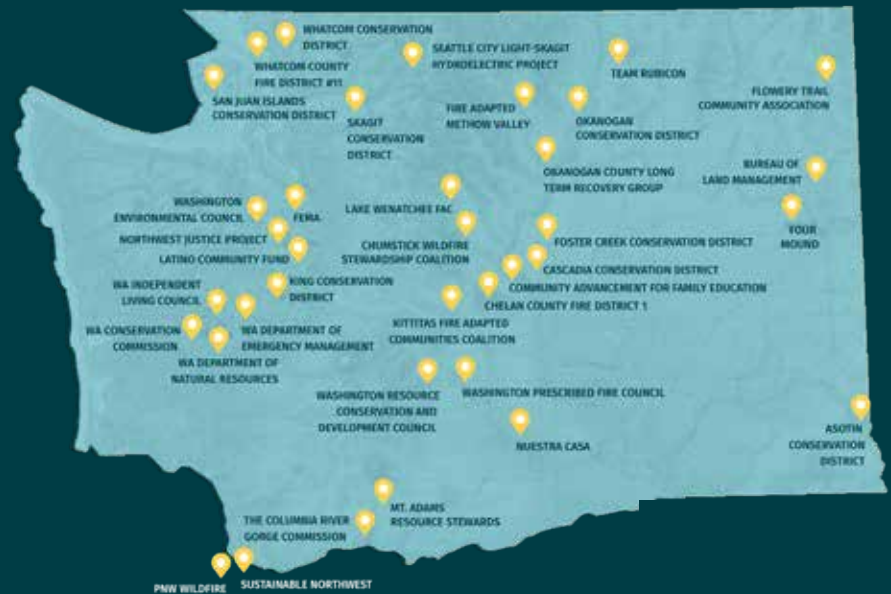 WHATCOM CONSERVATION
DISTRICT
WHATCOM COUNTY
FIRE DISTRICT #11
SAN JUAN ISLANDS
CONSERVATION DISTRICT
SKAGIT
CONSERVATION
DISTRICT
SEATTLE CITY LIGHT-SKAGIT
HYDROELECTRIC PROJECT
TEAM RUBICON
FLOWERY TRAIL
COMMUNITY ASSOCIATION
FIRE ADAPTED
METHOW VALLEY
OKANOGAN
CONSERVATION DISTRICT
OKANOGAN COUNTY LONG
TERM RECOVERY GROUP
BUREAU OF
LAND MANAGEMENT
FOUR
MOUND
WASHINGTON
ENVIRONMENTAL COUNCIL
FEMA
LAKE WENATCHEE FAC
NORTHWEST JUSTICE PROJECT
LATINO COMMUNITY FUND
CHUMSTICK WILDFIRE
STEWARDSHIP COALITION
FOSTER CREEK CONSERVATION DISTRICT
CASCADIA CONSERVATION DISTRICT
COMMUNITY ADVANCEMENT FOR FAMILY EDUCATION
CHELAN COUNTY FIRE DISTRICT 1
WA INDEPENDENT
LIVING COUNCIL
KING CONSERVATION
DISTRICT
WA CONSERVATION
COMMISSION
WA DEPARTMENT OF
EMERGENCY MANAGEMENT
WA DEPARTMENT OF
NATURAL RESOURCES
KITTITAS FIRE ADAPTED
COMMUNITIES COALITION
WASHINGTON RESOURCE
CONSERVATION AND
DEVELOPMENT COUNCIL
WASHINGTON PRESCRIBED FIRE COUNCIL
NUESTRA CASA
ASOTIN
CONSERVATION
DISTRICT
MT. ADAMS
RESOURCE STEWARDS
THE COLUMBIA RIVER
GORGE COMMISSION
PNW WILDFIRE
SUSTAINABLE NORTHWEST